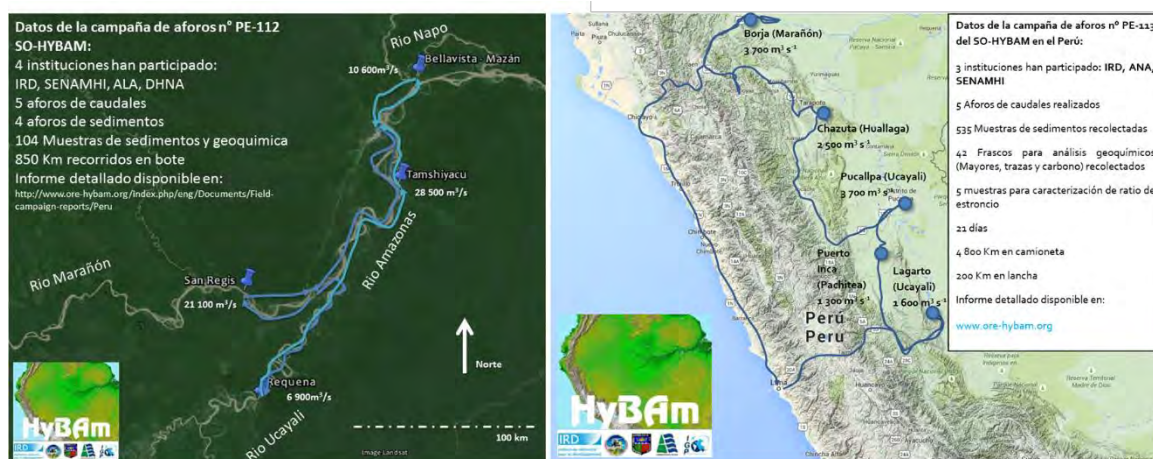 Datos de la campaña de aforos n° PE-112
SO-HYBAM:
4 instituciones han participado:
IRD, SENAMHI, ALA, DHNA
5 aforos de caudales
4 aforos de sedimentos
104 Muestras de sedimentos y geoquimica
850 Km recorridos en bote
Informe detallado disponible en:
http://www.ore-hybam.org/index.php/eng/Documents/Field-
campaign-reports/Peru
Rio Napo
Bellavista - Mazán
10 600m³/s
Tamshiyacu
28 500 m³/s
Rio Amazonas
Rio Marañón
San Regis
21 100 m³/s
Requena
6 900m³/s
Rio Ucayali
Norte
100 km
Image Landsat
HyBAm
IRD
Borja (Marañón)
3 700 m³ s⁻¹
Chazuta (Huallaga)
2 500 m³ s⁻¹
Pucallpa (Ucayali)
3 700 m³ s⁻¹
Puerto
Inca
(Pachitea)
1 300 m³ s⁻¹
Lagarto
(Ucayali)
1 600 m³ s⁻¹
Perú
Peru
Lima
HyBAm
IRD
Datos de la campaña de aforos n° PE-113
del SO-HYBAM en el Perú:
3 instituciones han participado: IRD, ANA,
SENAMHI
5 Aforos de caudales realizados
535 Muestras de sedimentos recolectadas
42 Frascos para análisis geoquímicos
(Mayores, trazas y carbono) recolectados
5 muestras para caracterización de ratio de
estroncio
21 días
4 800 Km en camioneta
200 Km en lancha
Informe detallado disponible en:
www.ore-hybam.org